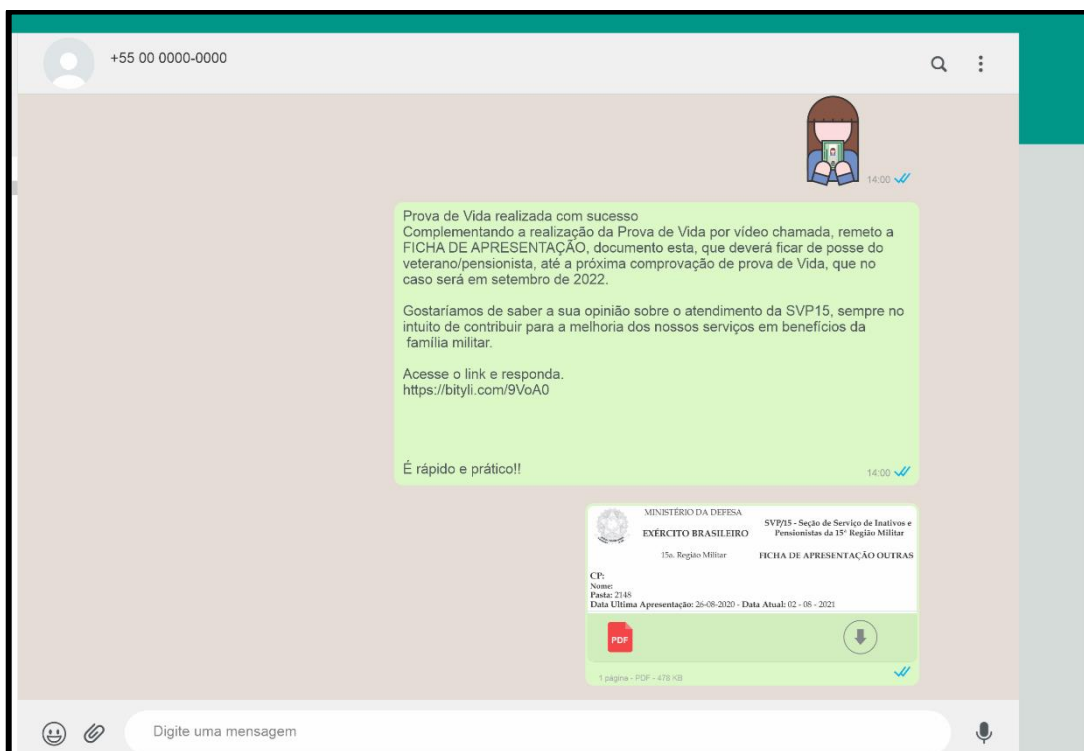 +55 00 0000-0000
14:00
Prova de Vida realizada com sucesso
Complementando a realização da Prova de Vida por vídeo chamada, remeto a
FICHA DE APRESENTAÇÃO, documento esta, que deverá ficar de posse do
veterano/pensionista, até a próxima comprovação de prova de Vida, que no
caso será em setembro de 2022.
Gostaríamos de saber a sua opinião sobre o atendimento da SVP15, sempre no
intuito de contribuir para a melhoria dos nossos serviços em benefícios da
família militar.
Acesse o link e responda.
https://bityli.com/9VoA0
É rápido e prático!!
14:00
MINISTÉRIO DA DEFESA
EXÉRCITO BRASILEIRO
15a. Região Militar
SVP/15 - Seção de Serviço de Inativos e
Pensionistas da 15ª Região Militar
FICHA DE APRESENTAÇÃO OUTRAS
CP:
Nome:
Pasta: 2148
Data Ultima Apresentação: 26-08-2020 - Data Atual: 02 - 08 - 2021
PDF
1 página - PDF - 478 KB
Digite uma mensagem